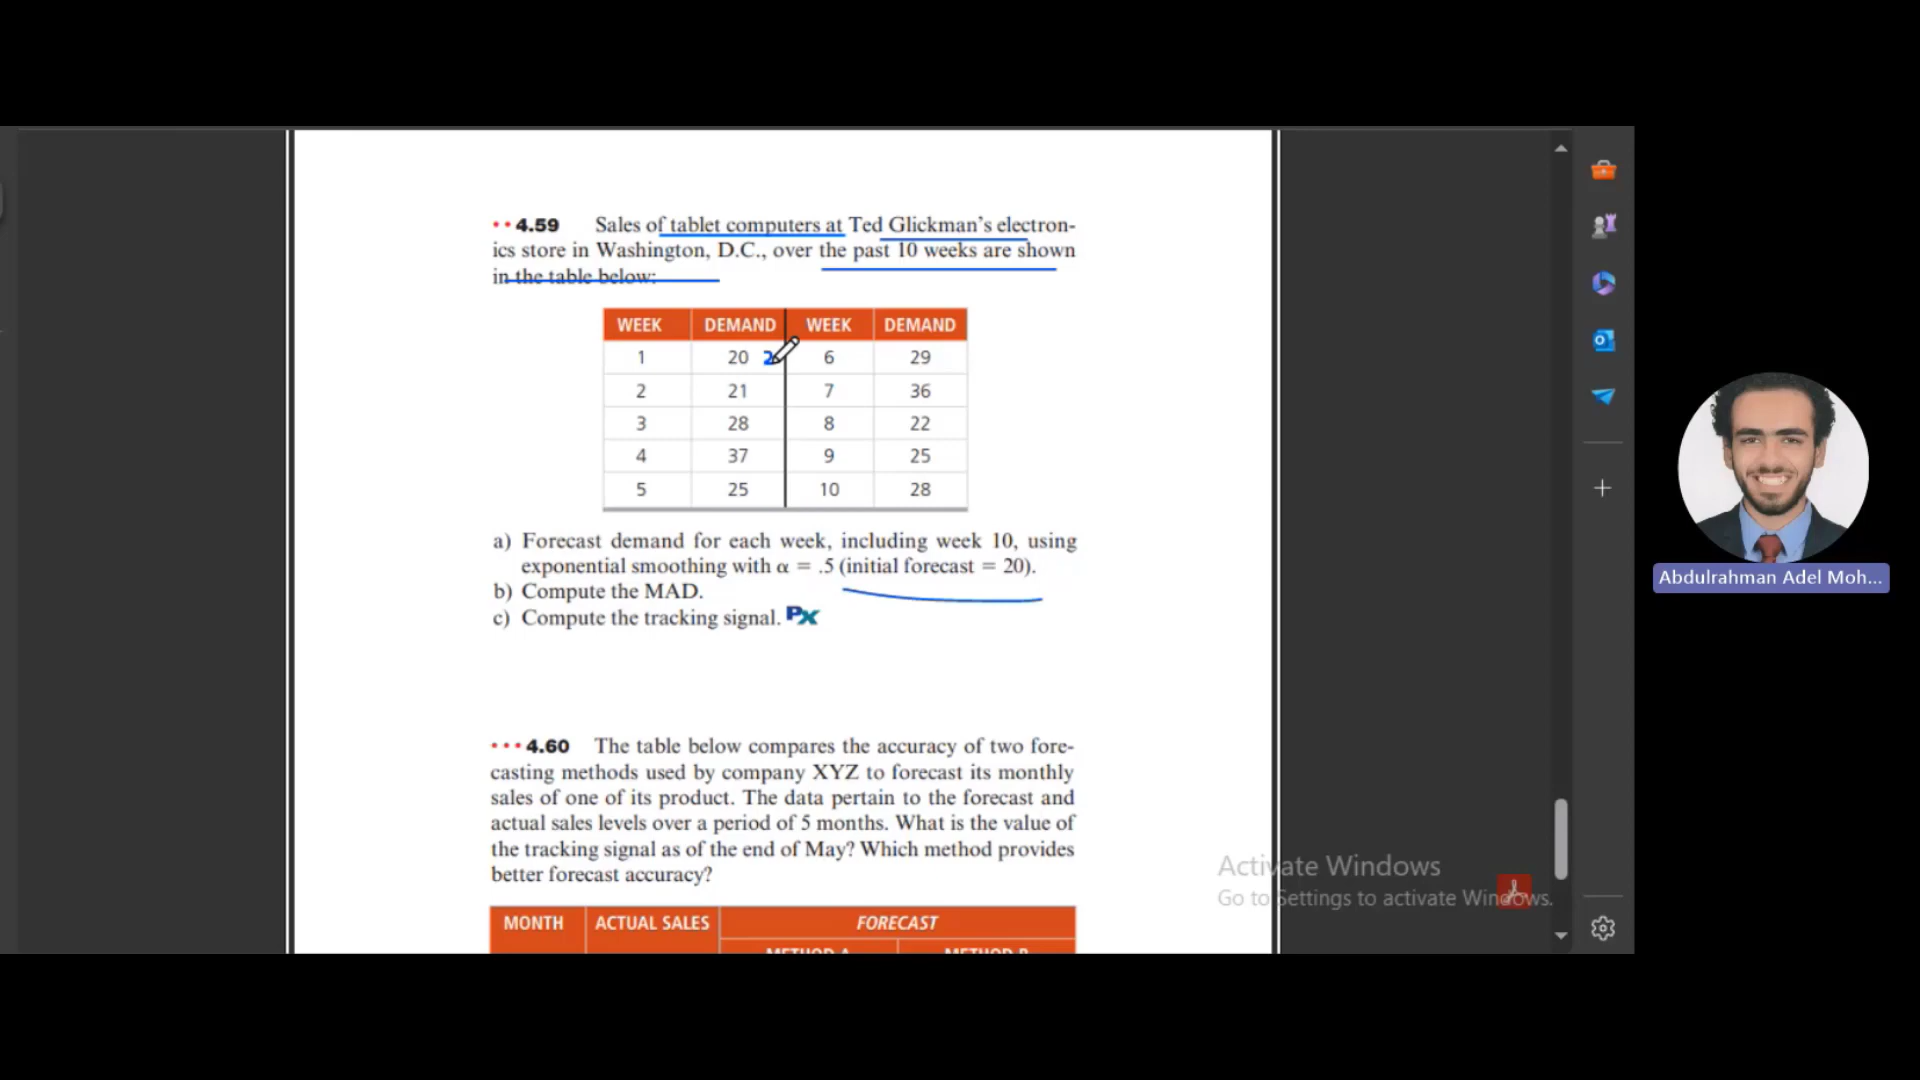 •• 4.59 Sales of tablet computers at Ted Glickman's electron-
ics store in Washington, D.C., over the past 10 weeks are shown
in the table below:
WEEK DEMAND WEEK DEMAND
1 20 2 6 29
2 21 7 36
3 28 8 22
4 37 9 25
5 25 10 28
a) Forecast demand for each week, including week 10, using
exponential smoothing with α = .5 (initial forecast = 20).
b) Compute the MAD.
c) Compute the tracking signal. PX
••• 4.60 The table below compares the accuracy of two fore-
casting methods used by company XYZ to forecast its monthly
sales of one of its product. The data pertain to the forecast and
actual sales levels over a period of 5 months. What is the value of
the tracking signal as of the end of May? Which method provides
better forecast accuracy?
MONTH ACTUAL SALES FORECAST
METHOD A METHOD B
Activate Windows
Go to Settings to activate Windows.
Abdulrahman Adel Moh...